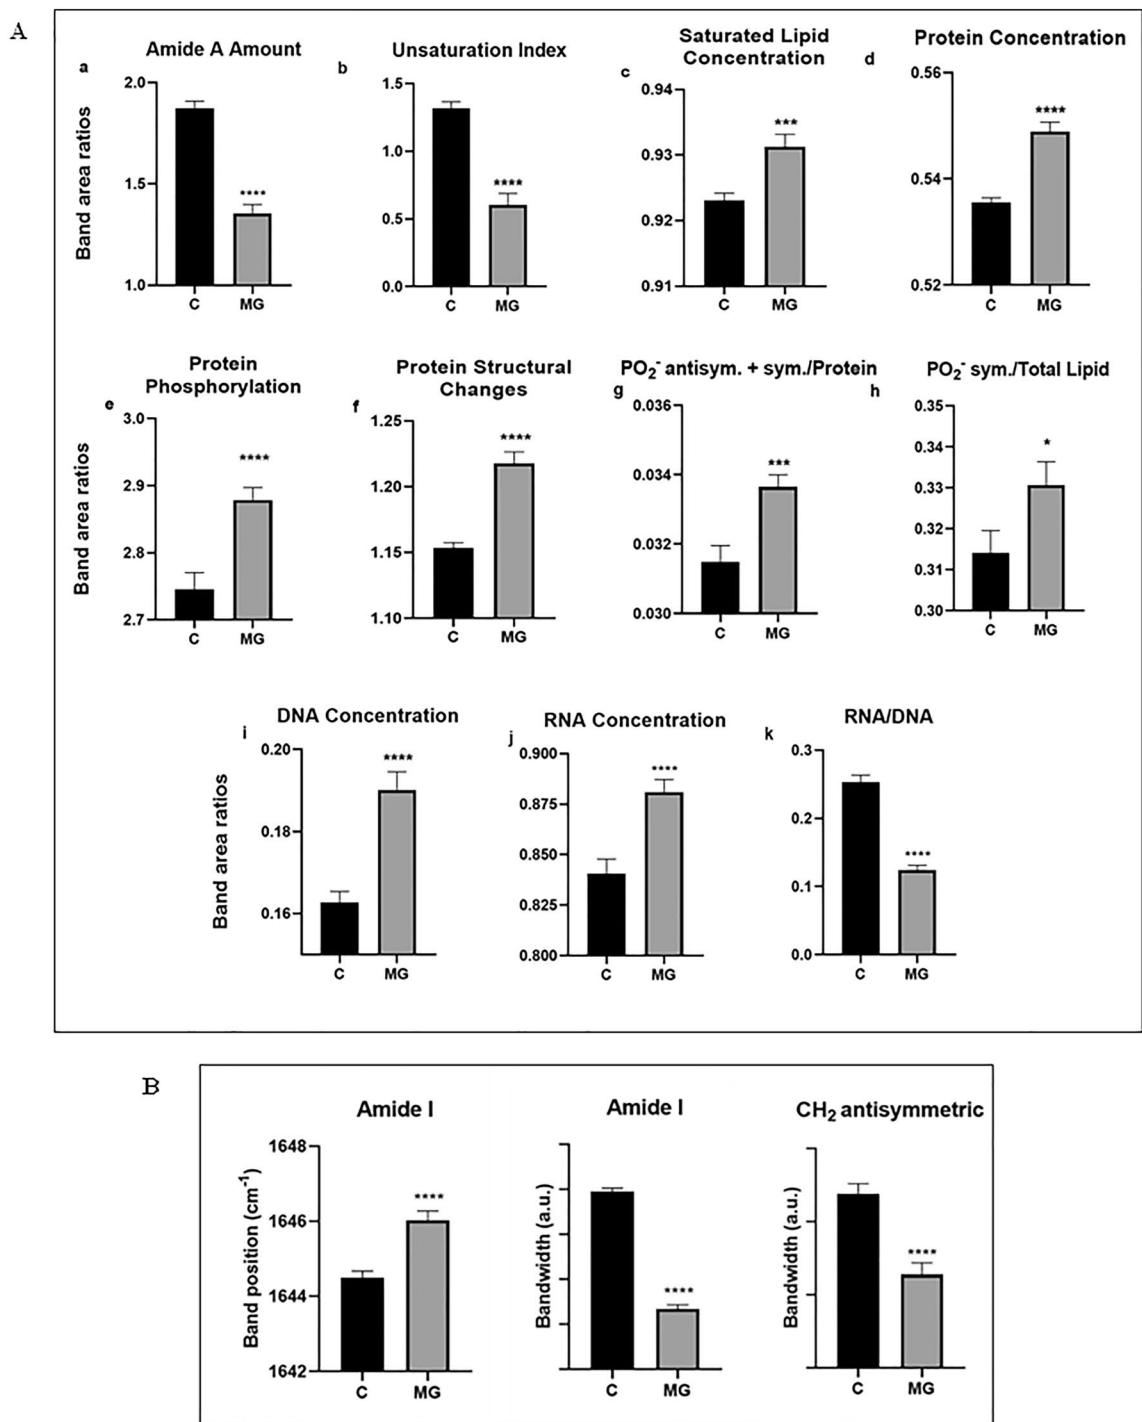 A
a
Amide A Amount
Band area ratios
2.0
1.5
1.0
****
C MG
b
Unsaturation Index
1.5
1.0
0.5
0.0
****
C MG
c
Saturated Lipid
Concentration
0.94
0.93
0.92
0.91
***
C MG
d
Protein Concentration
0.56
0.54
0.52
****
C MG
e
Protein
Phosphorylation
Band area ratios
3.0
2.9
2.8
2.7
****
C MG
f
Protein Structural
Changes
1.25
1.20
1.15
1.10
****
C MG
g
PO₂⁻ antisym. + sym./Protein
0.036
0.034
0.032
0.030
***
C MG
h
PO₂⁻ sym./Total Lipid
0.35
0.34
0.33
0.32
0.31
0.30
*
C MG
i
DNA Concentration
Band area ratios
0.20
0.18
0.16
****
C MG
j
RNA Concentration
0.900
0.875
0.850
0.825
0.800
****
C MG
k
RNA/DNA
0.3
0.2
0.1
0.0
****
C MG
B
Amide I
Band position (cm⁻¹)
1648
1646
1644
1642
****
C MG
Amide I
Bandwidth (a.u.)
****
C MG
CH₂ antisymmetric
Bandwidth (a.u.)
****
C MG